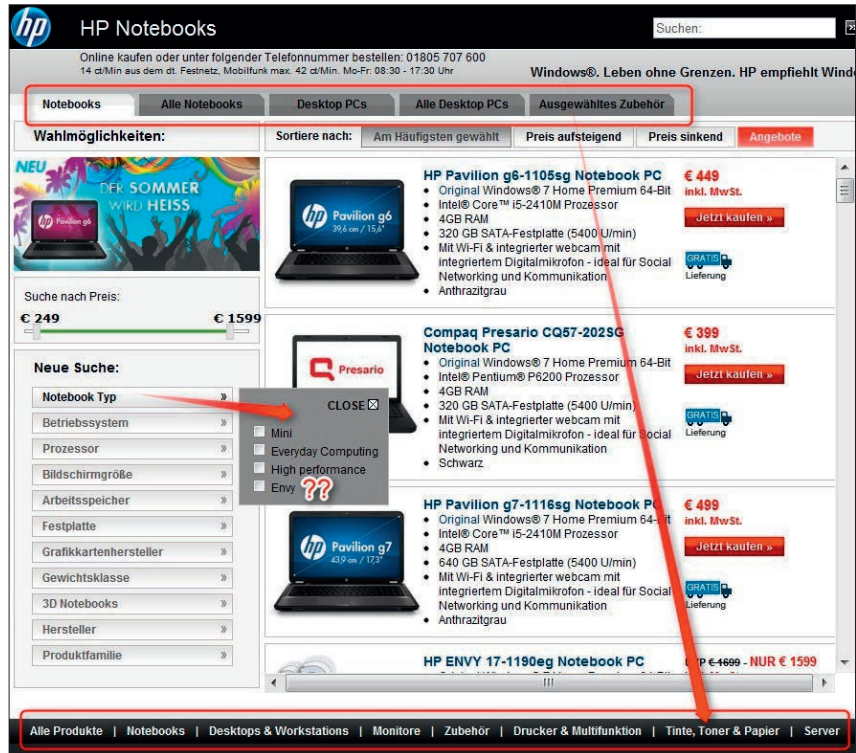 hp
HP Notebooks
Suchen:
Online kaufen oder unter folgender Telefonnummer bestellen: 01805 707 600
14 ct/Min aus dem dt. Festnetz, Mobilfunk max. 42 ct/Min. Mo-Fr: 08:30 - 17:30 Uhr
Windows®. Leben ohne Grenzen. HP empfiehlt Wind
Notebooks
Alle Notebooks
Desktop PCs
Alle Desktop PCs
Ausgewähltes Zubehör
Wahlmöglichkeiten:
Sortiere nach:
Am Häufigsten gewählt
Preis aufsteigend
Preis sinkend
Angebote
NEU
DER SOMMER
WIRD HEISS
Pavilion g6
Suche nach Preis:
€ 249
€ 1599
Neue Suche:
Notebook Typ »
Betriebssystem »
Prozessor »
Bildschirmgröße »
Arbeitsspeicher »
Festplatte »
Grafikkartenhersteller »
Gewichtsklasse »
3D Notebooks »
Hersteller »
Produktfamilie »
CLOSE
Mini
Everyday Computing
High performance
Envy ??
hp Pavilion g6
39,6 cm / 15,6"
HP Pavilion g6-1105sg Notebook PC
Original Windows® 7 Home Premium 64-Bit
Intel® Core™ i5-2410M Prozessor
4GB RAM
320 GB SATA-Festplatte (5400 U/min)
Mit Wi-Fi & integrierter webcam mit
integriertem Digitalmikrofon - ideal für Social
Networking und Kommunikation
Anthrazitgrau
€ 449
inkl. MwSt.
Jetzt kaufen »
GRATIS
Lieferung
Presario
Compaq Presario CQ57-202SG
Notebook PC
Original Windows® 7 Home Premium 64-Bit
Intel® Pentium® P6200 Prozessor
4GB RAM
320 GB SATA-Festplatte (5400 U/min)
Mit Wi-Fi & integrierter webcam mit
integriertem Digitalmikrofon - ideal für Social
Networking und Kommunikation
Schwarz
€ 399
inkl. MwSt.
Jetzt kaufen »
GRATIS
Lieferung
hp Pavilion g7
43,9 cm / 17,3"
HP Pavilion g7-1116sg Notebook PC
Original Windows® 7 Home Premium 64-Bit
Intel® Core™ i5-2410M Prozessor
4GB RAM
640 GB SATA-Festplatte (5400 U/min)
Mit Wi-Fi & integrierter webcam mit
integriertem Digitalmikrofon - ideal für Social
Networking und Kommunikation
Anthrazitgrau
€ 499
inkl. MwSt.
Jetzt kaufen »
GRATIS
Lieferung
HP ENVY 17-1190eg Notebook PC
€ 1699 - NUR € 1599
Alle Produkte | Notebooks | Desktops & Workstations | Monitore | Zubehör | Drucker & Multifunktion | Tinte, Toner & Papier | Server